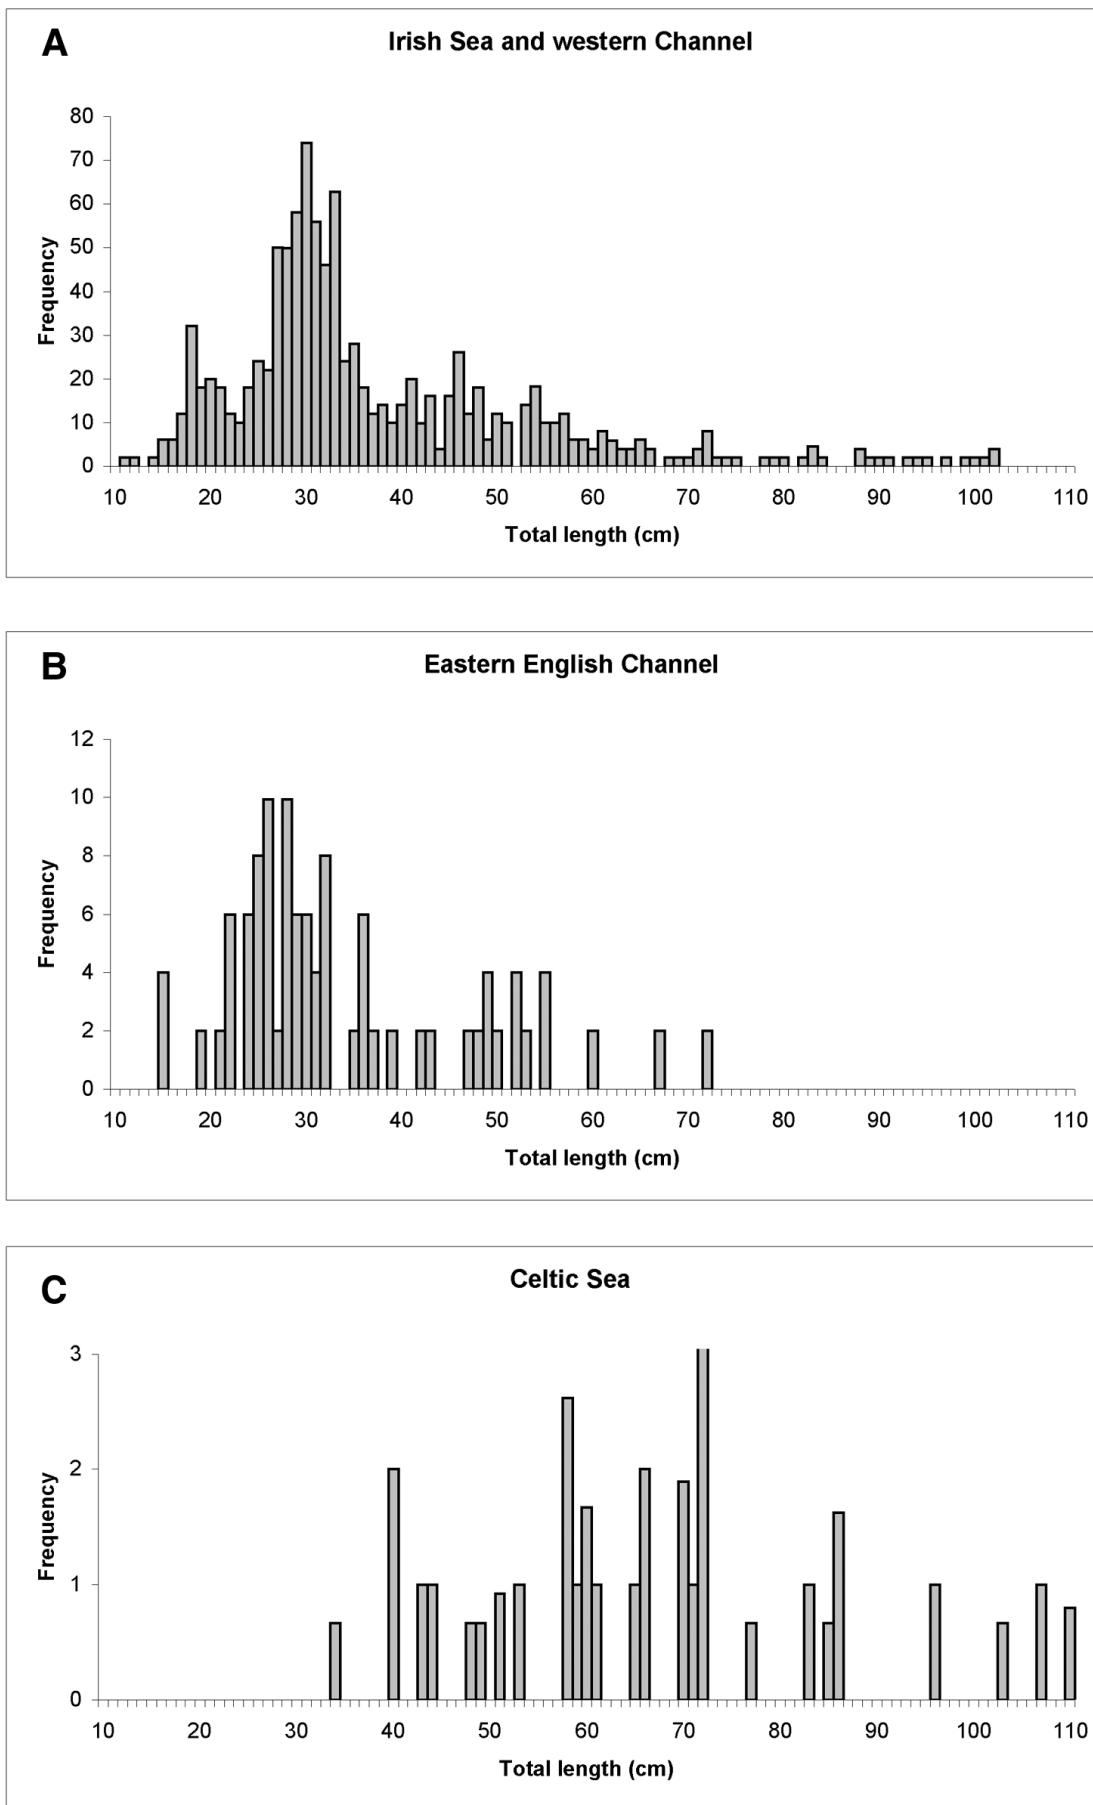 A
Irish Sea and western Channel
80
70
60
50
40
30
20
10
0
Frequency
10 20 30 40 50 60 70 80 90 100 110
Total length (cm)
B
Eastern English Channel
12
10
8
6
4
2
0
Frequency
10 20 30 40 50 60 70 80 90 100 110
Total length (cm)
C
Celtic Sea
3
2
1
0
Frequency
10 20 30 40 50 60 70 80 90 100 110
Total length (cm)